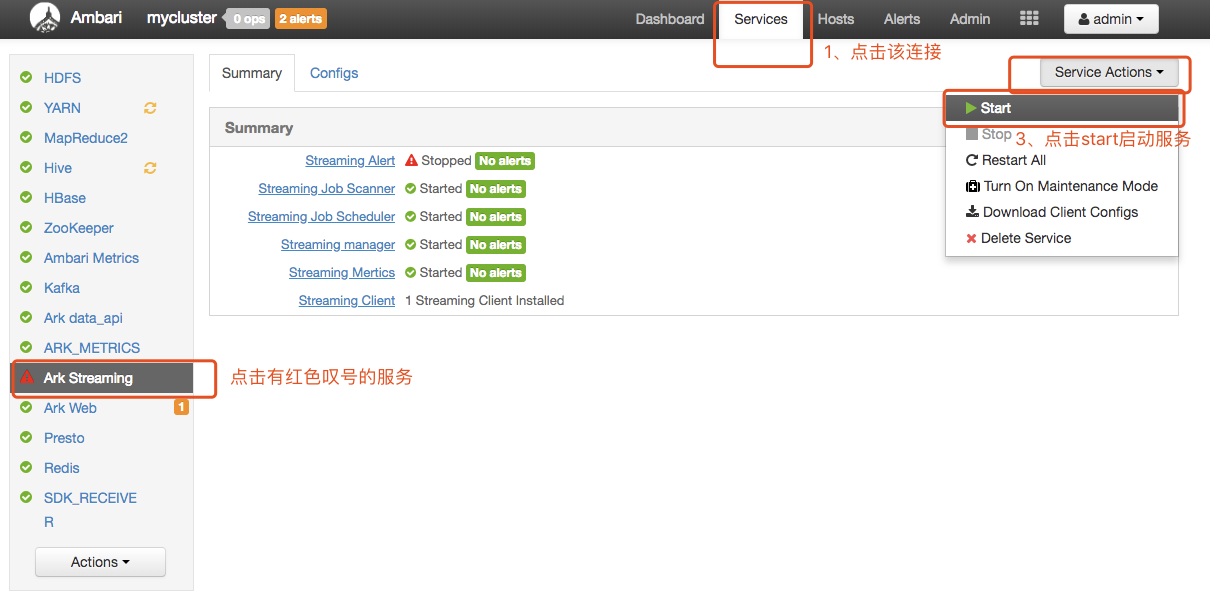 Ambari mycluster 0 ops 2 alerts Dashboard Services Hosts Alerts Admin admin
1、点击该连接
HDFS
YARN
MapReduce2
Hive
HBase
ZooKeeper
Ambari Metrics
Kafka
Ark data_api
ARK_METRICS
Ark Streaming
点击有红色叹号的服务
Ark Web 1
Presto
Redis
SDK_RECEIVE
R
Actions
Summary Configs
Service Actions
Start
Stop
3、点击start启动服务
Restart All
Turn On Maintenance Mode
Download Client Configs
Delete Service
Summary
Streaming Alert Stopped No alerts
Streaming Job Scanner Started No alerts
Streaming Job Scheduler Started No alerts
Streaming manager Started No alerts
Streaming Mertics Started No alerts
Streaming Client 1 Streaming Client Installed